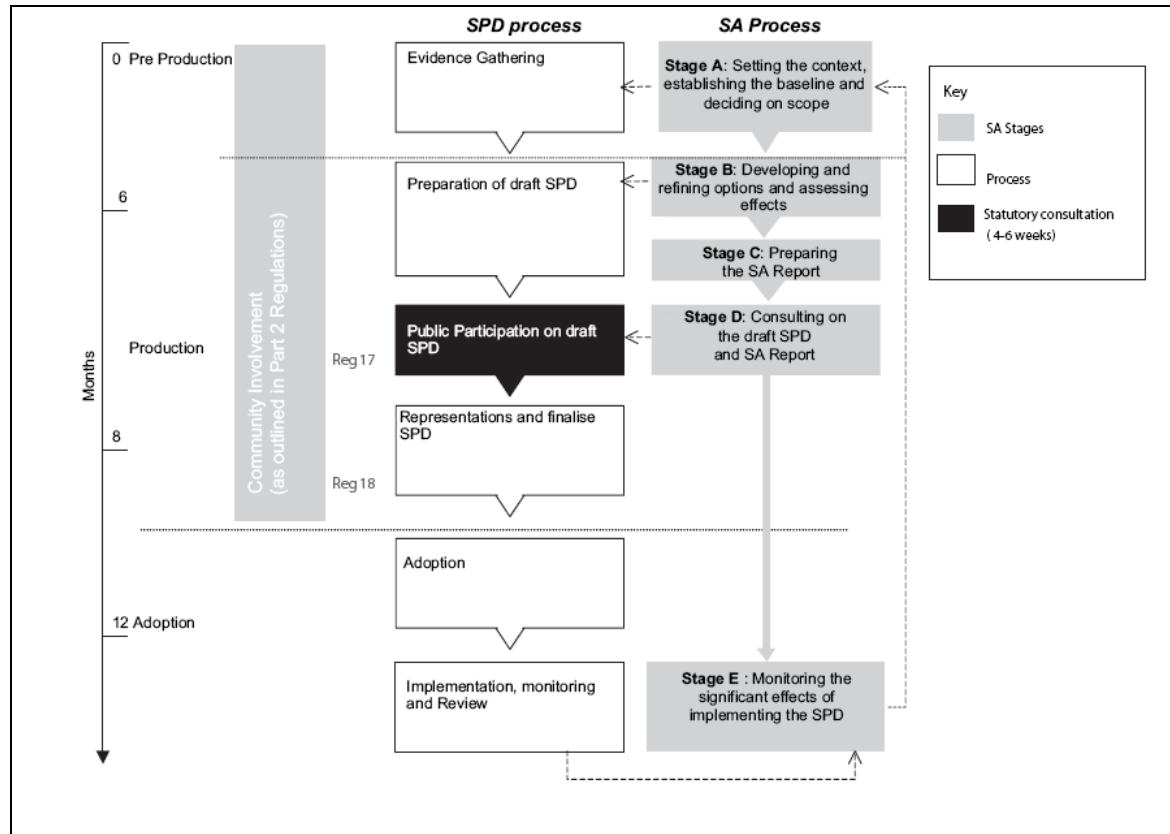 SPD process
SA Process
0 Pre Production
Evidence Gathering
Stage A: Setting the context,
establishing the baseline and
deciding on scope
Key
SA Stages
Process
Statutory consultation
( 4-6 weeks)
6
Preparation of draft SPD
Stage B: Developing and
refining options and assessing
effects
Stage C: Preparing
the SA Report
Months
Production
Community Involvement
(as outlined in Part 2 Regulations)
Reg 17
Public Participation on draft
SPD
Stage D: Consulting on
the draft SPD
and SA Report
8
Reg 18
Representations and finalise
SPD
Adoption
12 Adoption
Implementation, monitoring
and Review
Stage E : Monitoring the
significant effects of
implementing the SPD